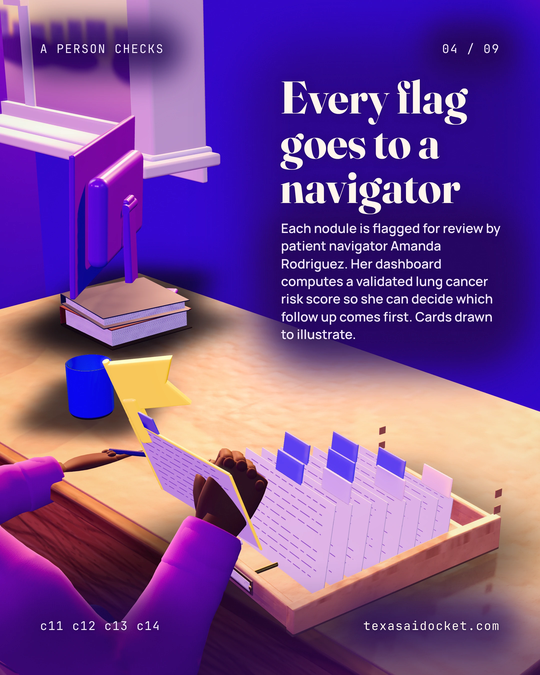 A PERSON CHECKS
04 / 09
Every flag
goes to a
navigator
Each nodule is flagged for review by
patient navigator Amanda
Rodriguez. Her dashboard
computes a validated lung cancer
risk score so she can decide which
follow up comes first. Cards drawn
to illustrate.
c11 c12 c13 c14
texasaidocket.com